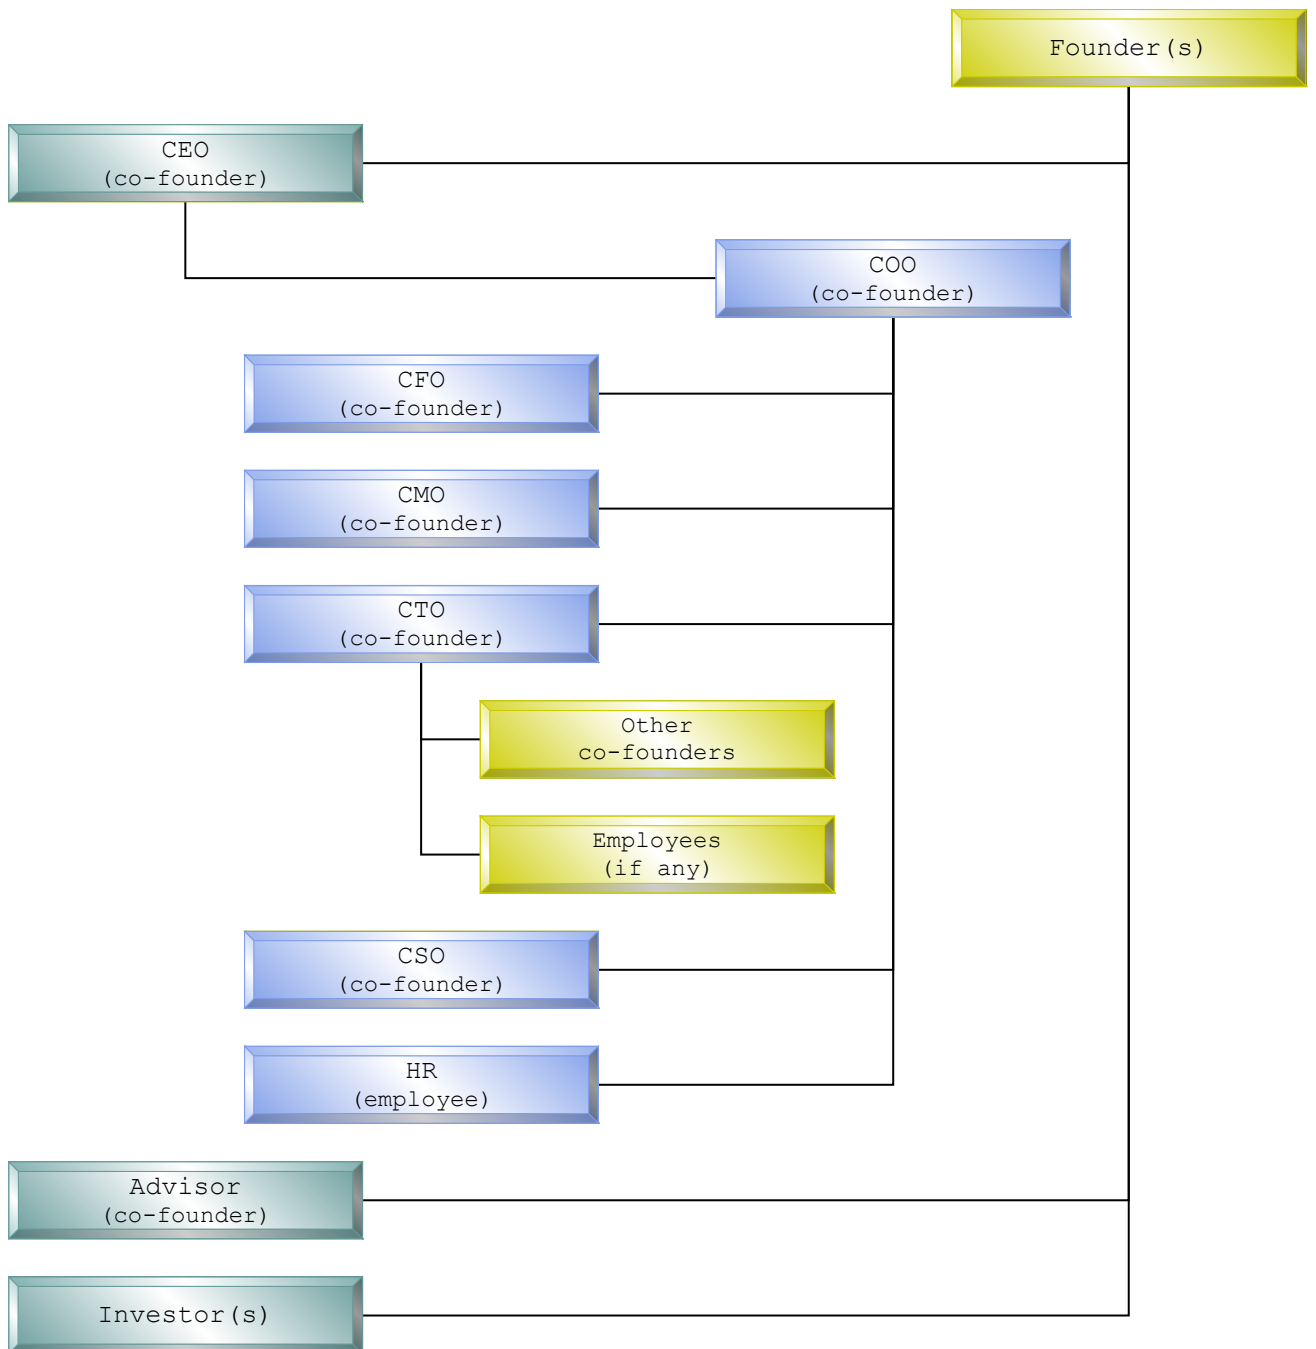 Founder(s)
CEO
(co-founder)
COO
(co-founder)
CFO
(co-founder)
CMO
(co-founder)
CTO
(co-founder)
Other
co-founders
Employees
(if any)
CSO
(co-founder)
HR
(employee)
Advisor
(co-founder)
Investor(s)